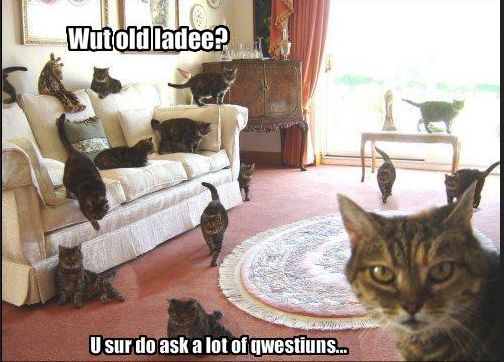 Wut old ladee?
U sur do ask a lot of qwestiuns...